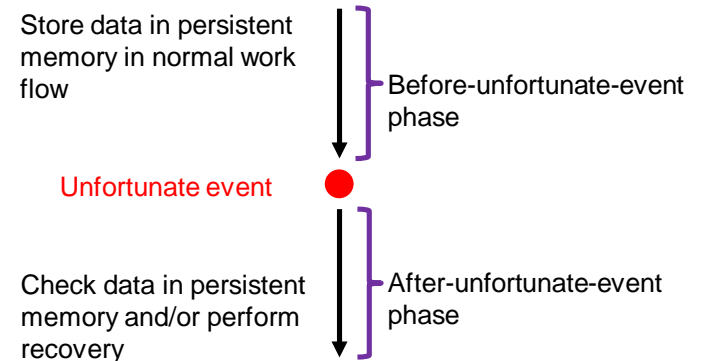 Store data in persistent
memory in normal work
flow
Before-unfortunate-event
phase
Unfortunate event
Check data in persistent
memory and/or perform
recovery
After-unfortunate-event
phase